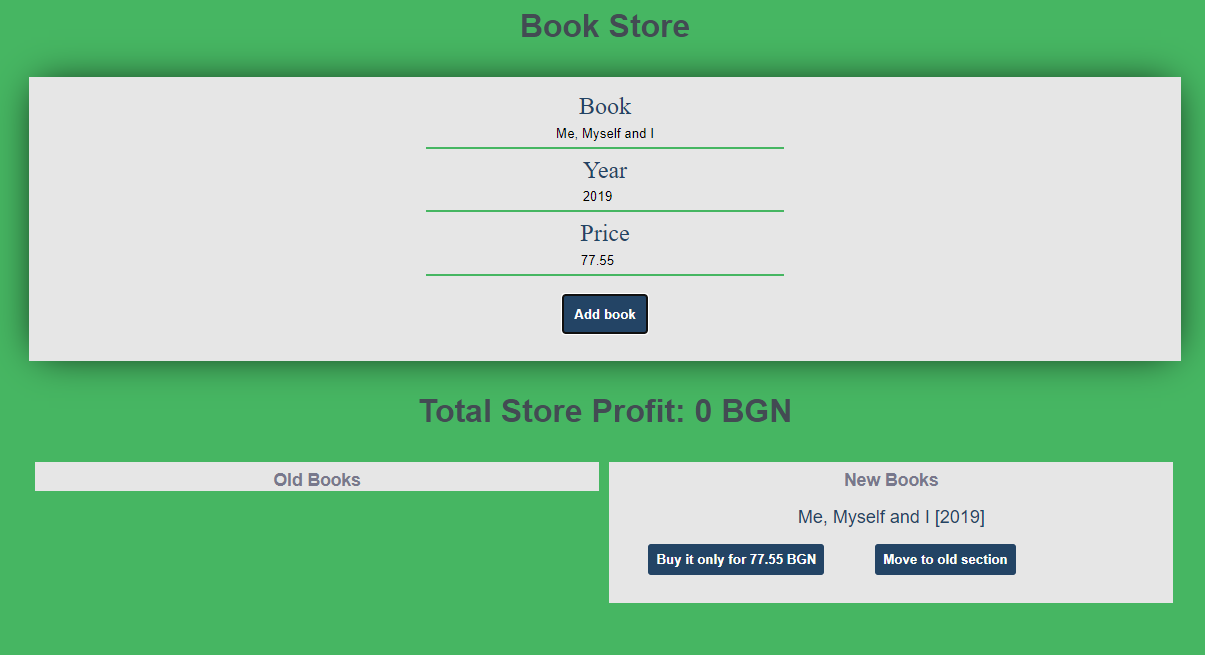 Book Store
Book
Me, Myself and I
Year
2019
Price
77.55
Add book
Total Store Profit: 0 BGN
Old Books
New Books
Me, Myself and I [2019]
Buy it only for 77.55 BGN
Move to old section